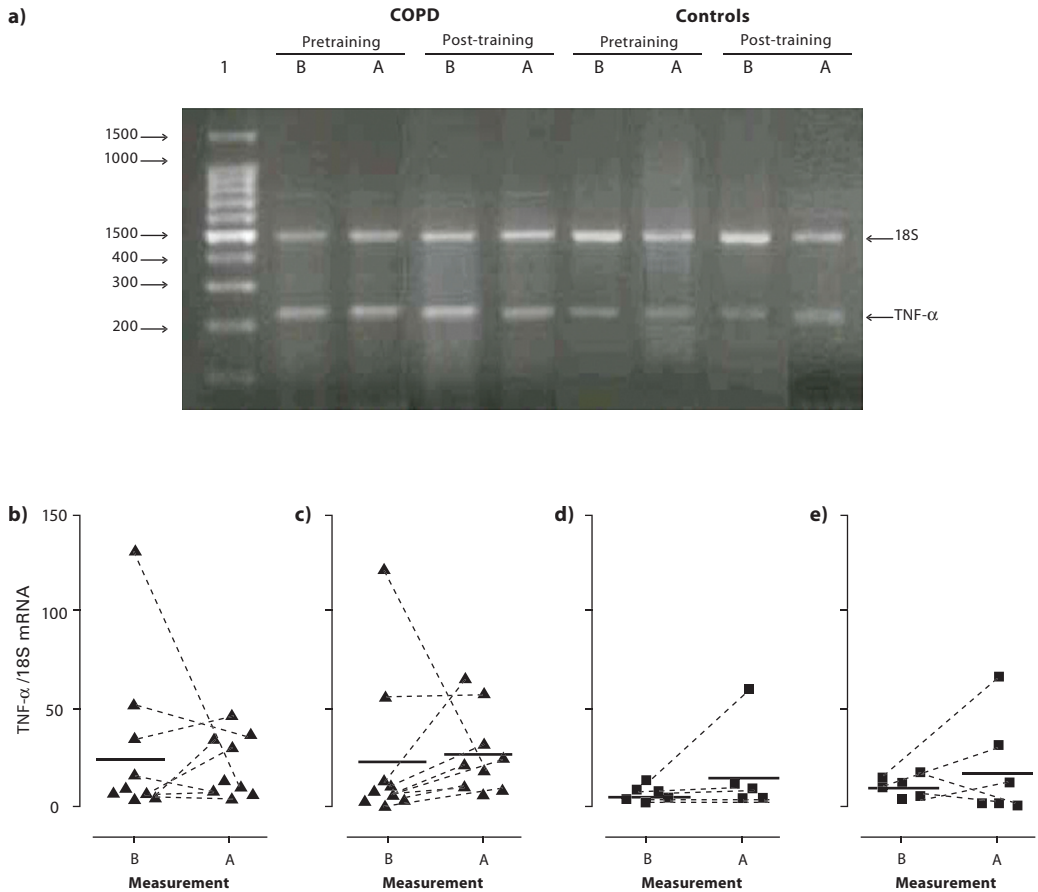 a)
COPD Controls
Pretraining Post-training Pretraining Post-training
1 B A B A B A B A
1500
1000
1500 18S
400
300
TNF-α
200
b) c) d) e)
150
100
50
0
TNF-α/18S mRNA
B A B A B A B A
Measurement Measurement Measurement Measurement